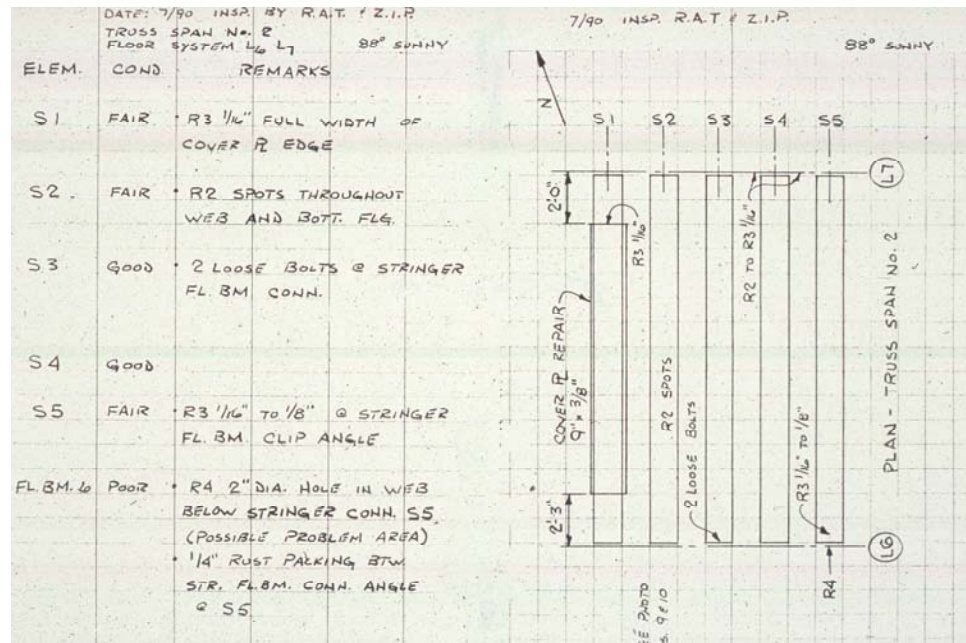 DATE: 7/90 INSP. BY R.A.T. & Z.I.P.
TRUSS SPAN No. 2
FLOOR SYSTEM L6 L7 88° SUNNY
ELEM. COND. REMARKS
S1 FAIR • R3 1/16" FULL WIDTH OF
COVER PL EDGE
S2. FAIR • R2 SPOTS THROUGHOUT
WEB AND BOTT. FLG.
S3 GOOD • 2 LOOSE BOLTS @ STRINGER
FL. BM. CONN.
S4 GOOD
S5 FAIR • R3 1/16" TO 1/8" @ STRINGER
FL. BM. CLIP ANGLE
FL. BM. 6 POOR • R4 2" DIA. HOLE IN WEB
BELOW STRINGER CONN. S5
(POSSIBLE PROBLEM AREA)
• 1/4" RUST PACKING BTW.
STR. FL. BM. CONN. ANGLE
@ S5
7/90 INSP. R.A.T & Z.I.P.
88° SUNNY
N
S1 S2 S3 S4 S5
L7
2'-0"
R3 1/16"
R2 TO R3 1/16"
COVER PL REPAIR
9" x 3/8"
R2 SPOTS
2 LOOSE BOLTS
R3 1/16" TO 1/8"
PLAN - TRUSS SPAN No. 2
2'-3"
L6
R4
PHOTO
9 & 10